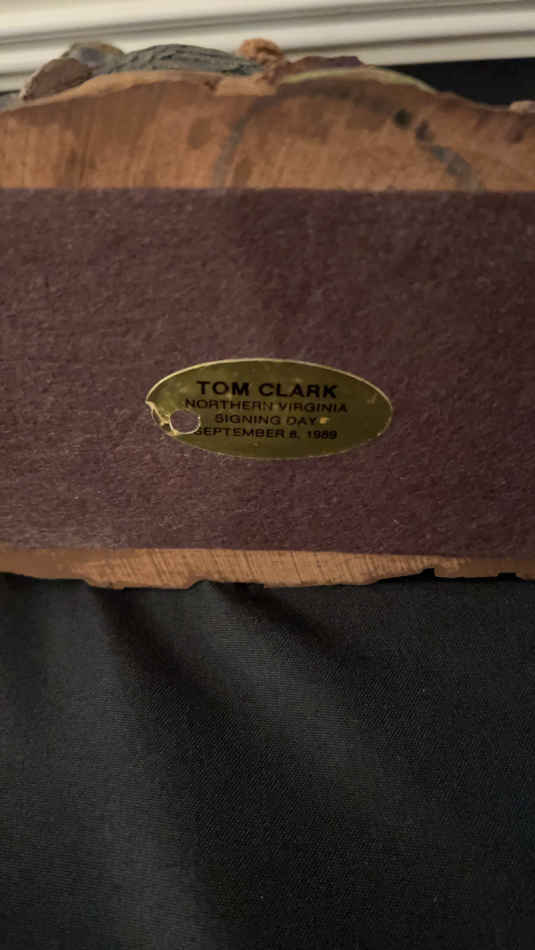 TOM CLARK
NORTHERN VIRGINIA
SIGNING DAY
SEPTEMBER 8, 1989